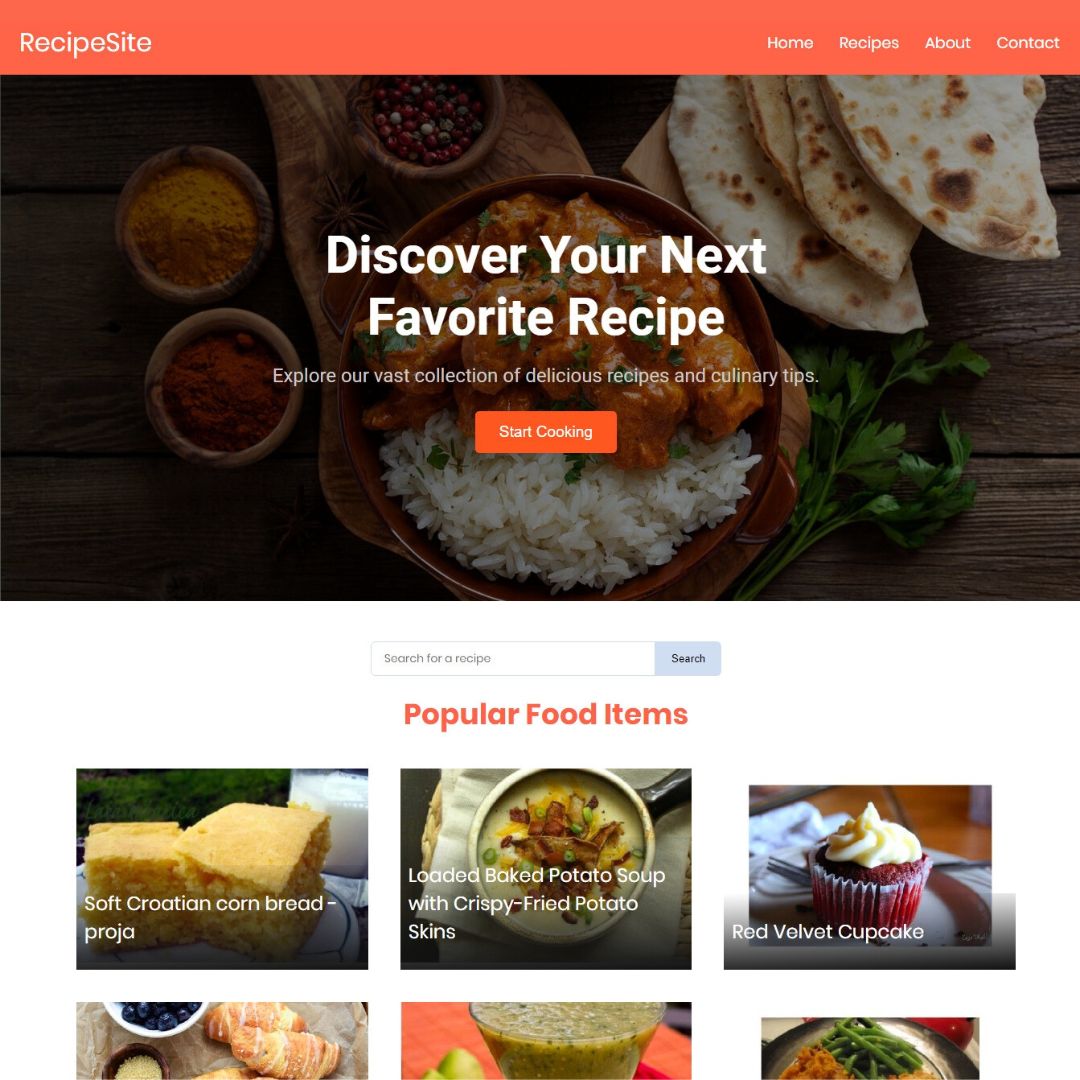 RecipeSite
Home Recipes About Contact
Discover Your Next
Favorite Recipe
Explore our vast collection of delicious recipes and culinary tips.
Start Cooking
Search for a recipe
Search
Popular Food Items
Soft Croatian corn bread -
proja
Loaded Baked Potato Soup
with Crispy-Fried Potato
Skins
Red Velvet Cupcake